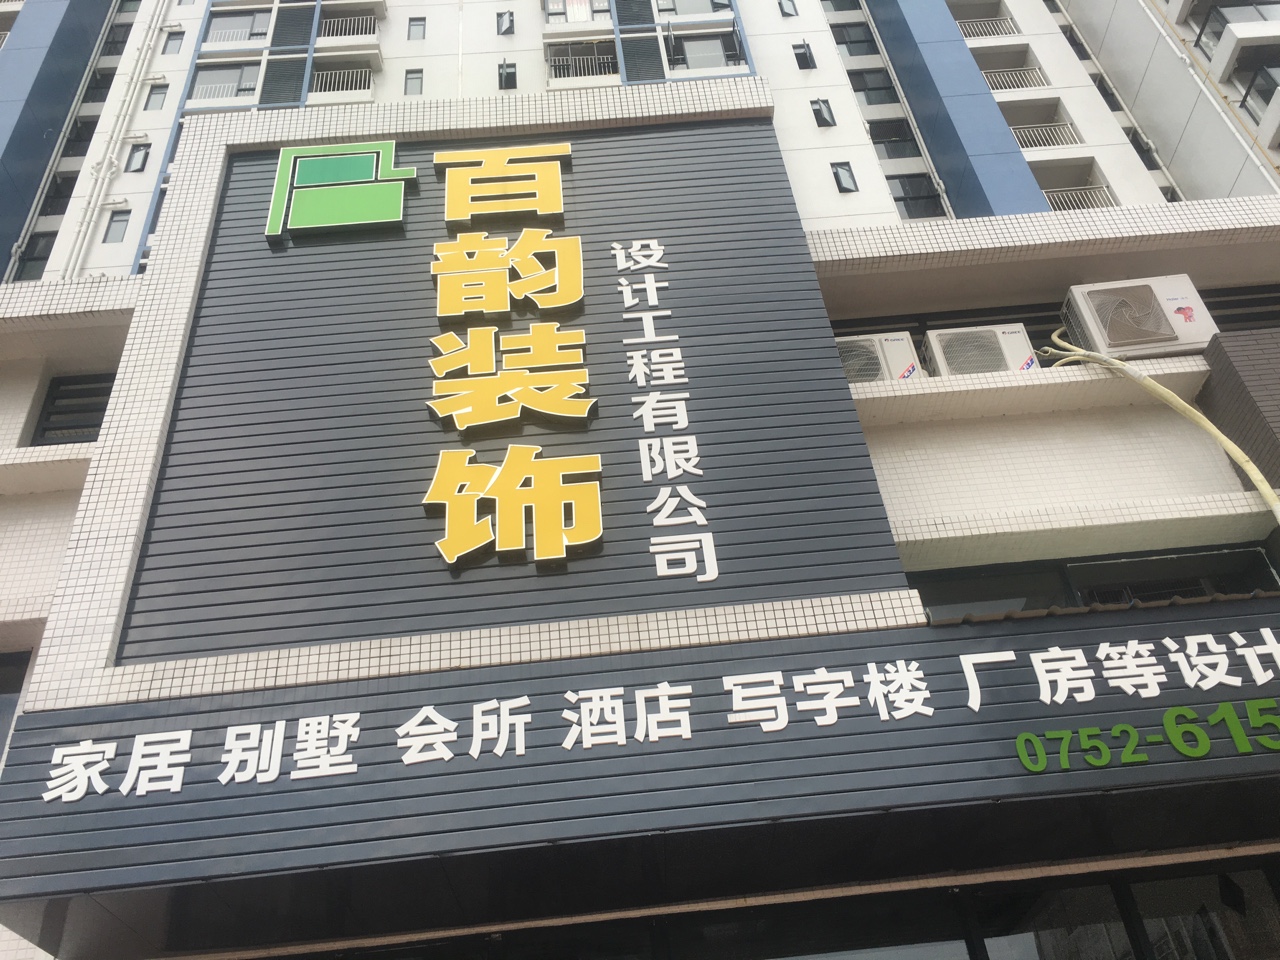 百韵装饰
设计工程有限公司
家居 别墅 会所 酒店 写字楼 厂房等设计
0752-615